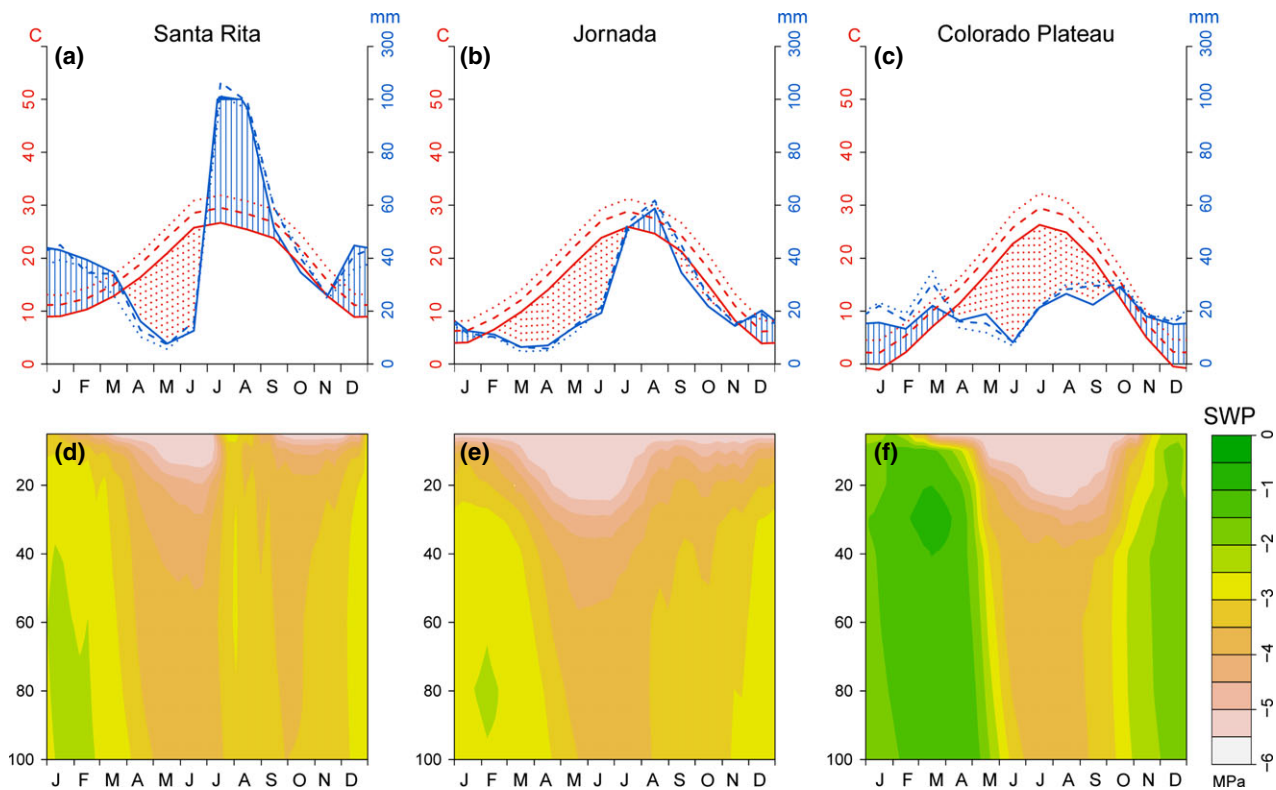 Santa Rita
Jornada
Colorado Plateau
C mm C mm C mm
(a) (b) (c)
300 300 300
50 100 50 100 50 100
40 80 40 80 40 80
30 60 30 60 30 60
20 40 20 40 20 40
10 20 10 20 10 20
0 0 0 0 0 0
J F M A M J J A S O N D
J F M A M J J A S O N D
J F M A M J J A S O N D
(d) (e) (f)
SWP
20 20 20
40 40 40
60 60 60
80 80 80
100 100 100
0
−1
−2
−3
−4
−5
−6
J F M A M J J A S O N D
J F M A M J J A S O N D
J F M A M J J A S O N D
MPa